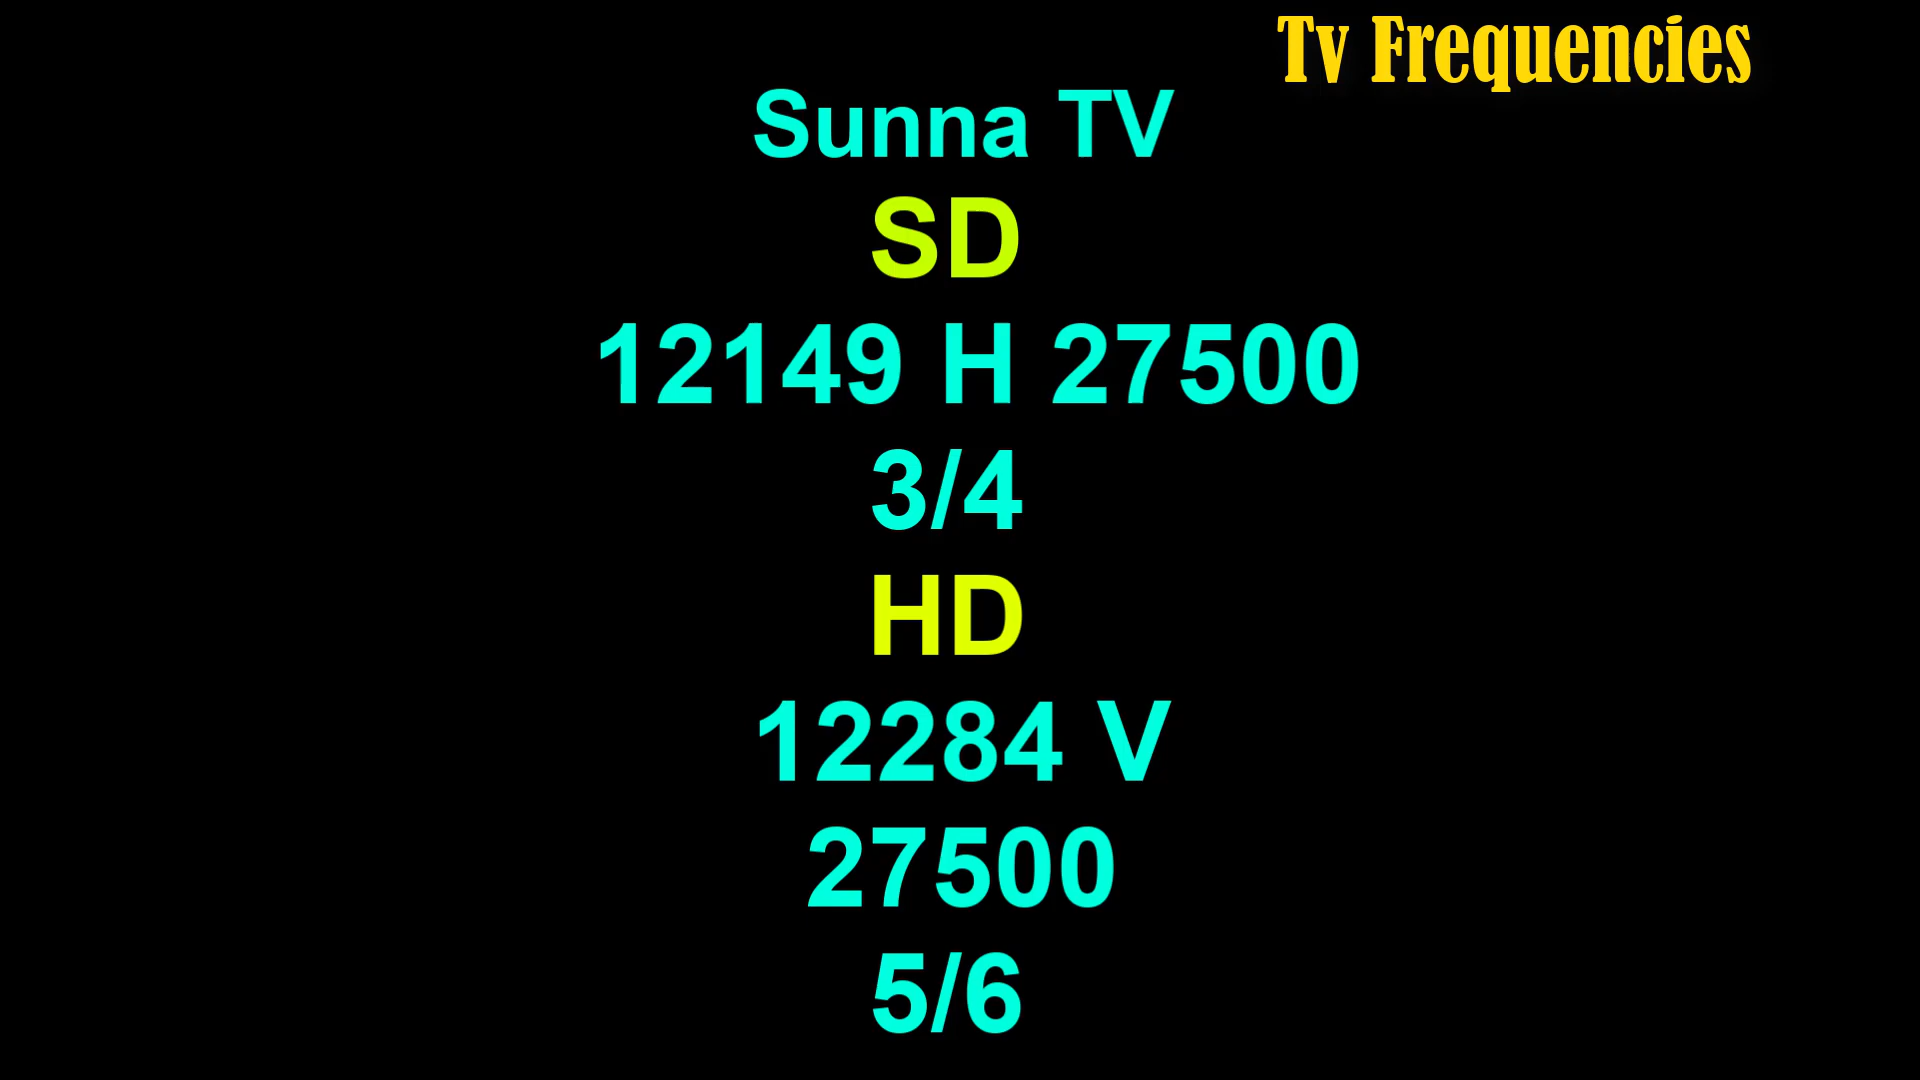 Tv Frequencies
Sunna TV
SD
12149 H 27500
3/4
HD
12284 V
27500
5/6